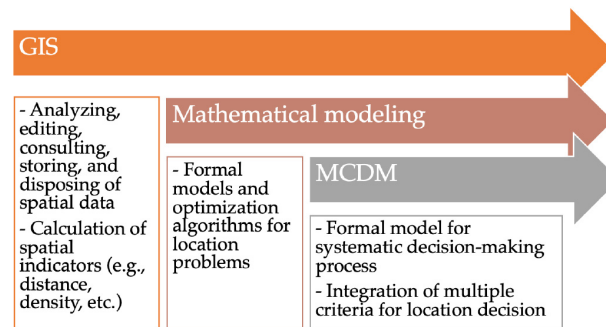 GIS
- Analyzing,
editing,
consulting,
storing, and
disposing of
spatial data
- Calculation of
spatial
indicators (e.g.,
distance,
density, etc.)
Mathematical modeling
- Formal
models and
optimization
algorithms for
location
problems
MCDM
- Formal model for
systematic decision-making
process
- Integration of multiple
criteria for location decision